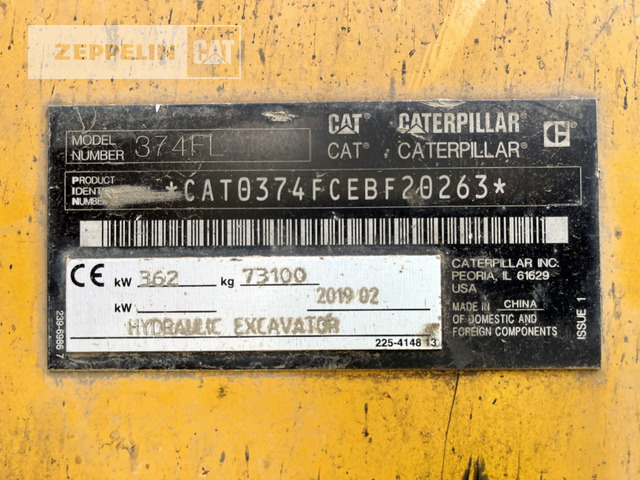 ZEPPELIN CAT
CAT® CATERPILLAR
CAT® CATERPILLAR®
MODEL NUMBER 374FL
PRODUCT
NUMBER
*CAT0374FCEBF20263*
CE kW 362 kg 73100
kW 2019 02
HYDRAULIC EXCAVATOR
225-4148 13
239-6986 7
CATERPILLAR INC.
PEORIA, IL 61629
USA
MADE IN CHINA
OF DOMESTIC AND
FOREIGN COMPONENTS
ISSUE 1